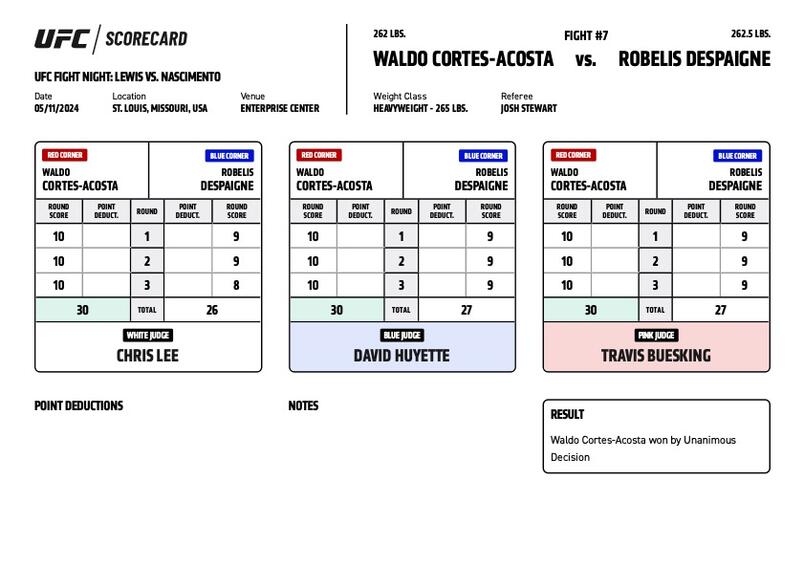 UFC / SCORECARD
UFC FIGHT NIGHT: LEWIS VS. NASCIMENTO
Date Location Venue
05/11/2024 ST. LOUIS, MISSOURI, USA ENTERPRISE CENTER
262 LBS. FIGHT #7 262.5 LBS.
WALDO CORTES-ACOSTA vs. ROBELIS DESPAIGNE
Weight Class Referee
HEAVYWEIGHT - 265 LBS. JOSH STEWART
RED CORNER BLUE CORNER
WALDO ROBELIS
CORTES-ACOSTA DESPAIGNE
ROUND POINT ROUND POINT ROUND
SCORE DEDUCT. DEDUCT. SCORE
10 1 9
10 2 9
10 3 8
30 TOTAL 26
WHITE JUDGE
CHRIS LEE
RED CORNER BLUE CORNER
WALDO ROBELIS
CORTES-ACOSTA DESPAIGNE
ROUND POINT ROUND POINT ROUND
SCORE DEDUCT. DEDUCT. SCORE
10 1 9
10 2 9
10 3 9
30 TOTAL 27
BLUE JUDGE
DAVID HUYETTE
RED CORNER BLUE CORNER
WALDO ROBELIS
CORTES-ACOSTA DESPAIGNE
ROUND POINT ROUND POINT ROUND
SCORE DEDUCT. DEDUCT. SCORE
10 1 9
10 2 9
10 3 9
30 TOTAL 27
PINK JUDGE
TRAVIS BUESKING
POINT DEDUCTIONS
NOTES
RESULT
Waldo Cortes-Acosta won by Unanimous
Decision